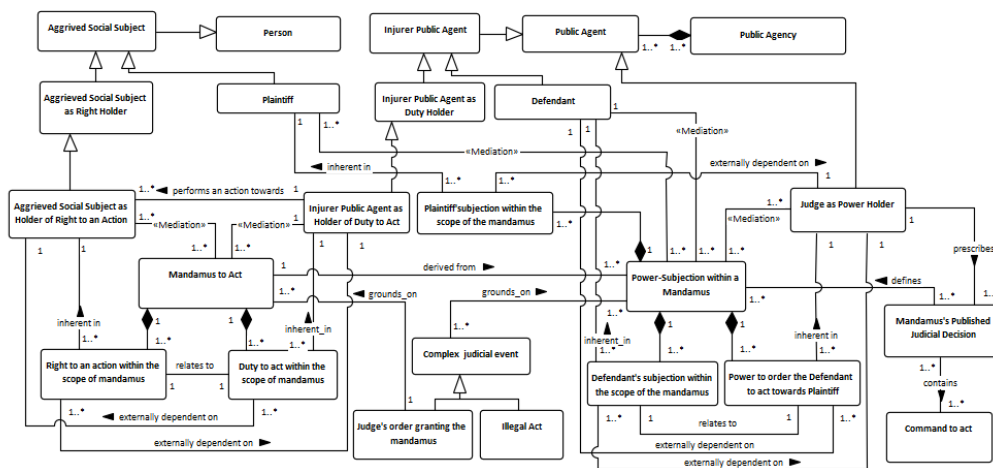 Aggrived Social Subject
Person
Injurer Public Agent
Public Agent
Public Agency
1..*
1..*
Aggrieved Social Subject
as Right Holder
Plaintiff
Injurer Public Agent as
Duty Holder
Defendant
1
1..*
1
1
1
«Mediation»
«Mediation»
inherent in
externally dependent on
1..*
performs an action towards
1
1..*
1..*
1
1
Aggrieved Social Subject as
Holder of Right to an Action
Injurer Public Agent as
Holder of Duty to Act
Plaintiff'subjection within the
scope of the mandamus
Judge as Power Holder
1..*
«Mediation»
«Mediation»
1
1..*
«Mediation»
1
1
1
1
1
1..*
1..*
1
1..*
1..*
1..*
1
1
1
prescribes
Mandamus to Act
1
derived from
1..*
Power-Subjection within a
Mandamus
defines
1..*
1..*
1..*
1..*
grounds_on
grounds_on
1..*
1..*
1..*
Mandamus's Published
Judicial Decision
1
1
inherent in
inherent_in
1..*
1
1
inherent_in
inherent in
1..*
1..*
1..*
1..*
Complex judicial event
1..*
1..*
1..*
1..*
1..*
Right to an action within the
scope of mandamus
relates to
1
1
Duty to act within the
scope of mandamus
Defendant's subjection within
the scope of the mandamus
Power to order the Defendant
to act towards Plaintiff
contains
1..*
externally dependent on
1..*
1
Judge's order granting the
mandamus
Illegal Act
1..*
1
relates to
1
1..*
1..*
Command to act
externally dependent on
externally dependent on
externally dependent on